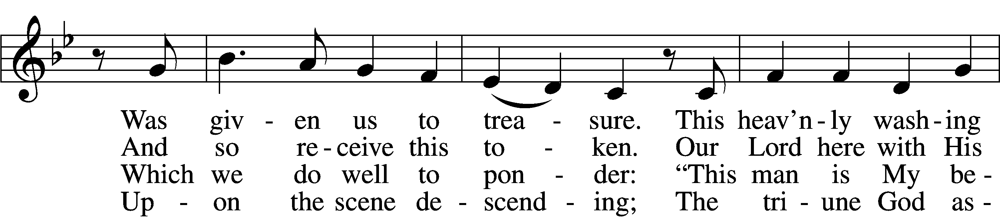 Was giv - en us to trea - sure. This heav’n - ly wash - ing
And so re - ceive this to - ken. Our Lord here with His
Which we do well to pon - der: “This man is My be -
Up - on the scene de - scend - ing; The tri - une God as -